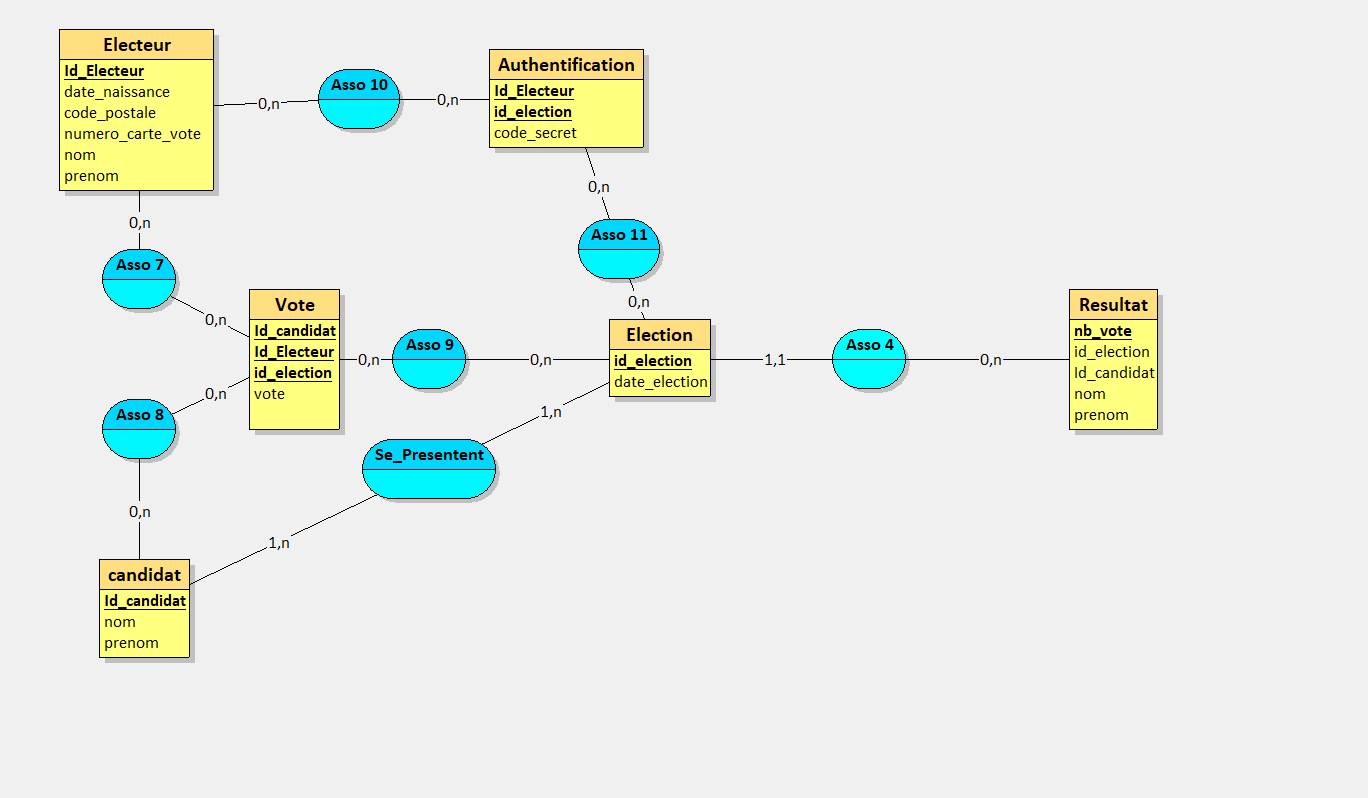 Electeur
Id_Electeur
date_naissance
code_postale
numero_carte_vote
nom
prenom
0,n
Asso 10
0,n
Authentification
Id_Electeur
id_election
code_secret
0,n
Asso 11
0,n
0,n
Asso 7
0,n
Vote
Id_candidat
Id_Electeur
id_election
vote
0,n
Asso 9
0,n
Election
id_election
date_election
1,1
Asso 4
0,n
Resultat
nb_vote
id_election
Id_candidat
nom
prenom
0,n
Asso 8
0,n
1,n
Se_Presentent
1,n
candidat
Id_candidat
nom
prenom